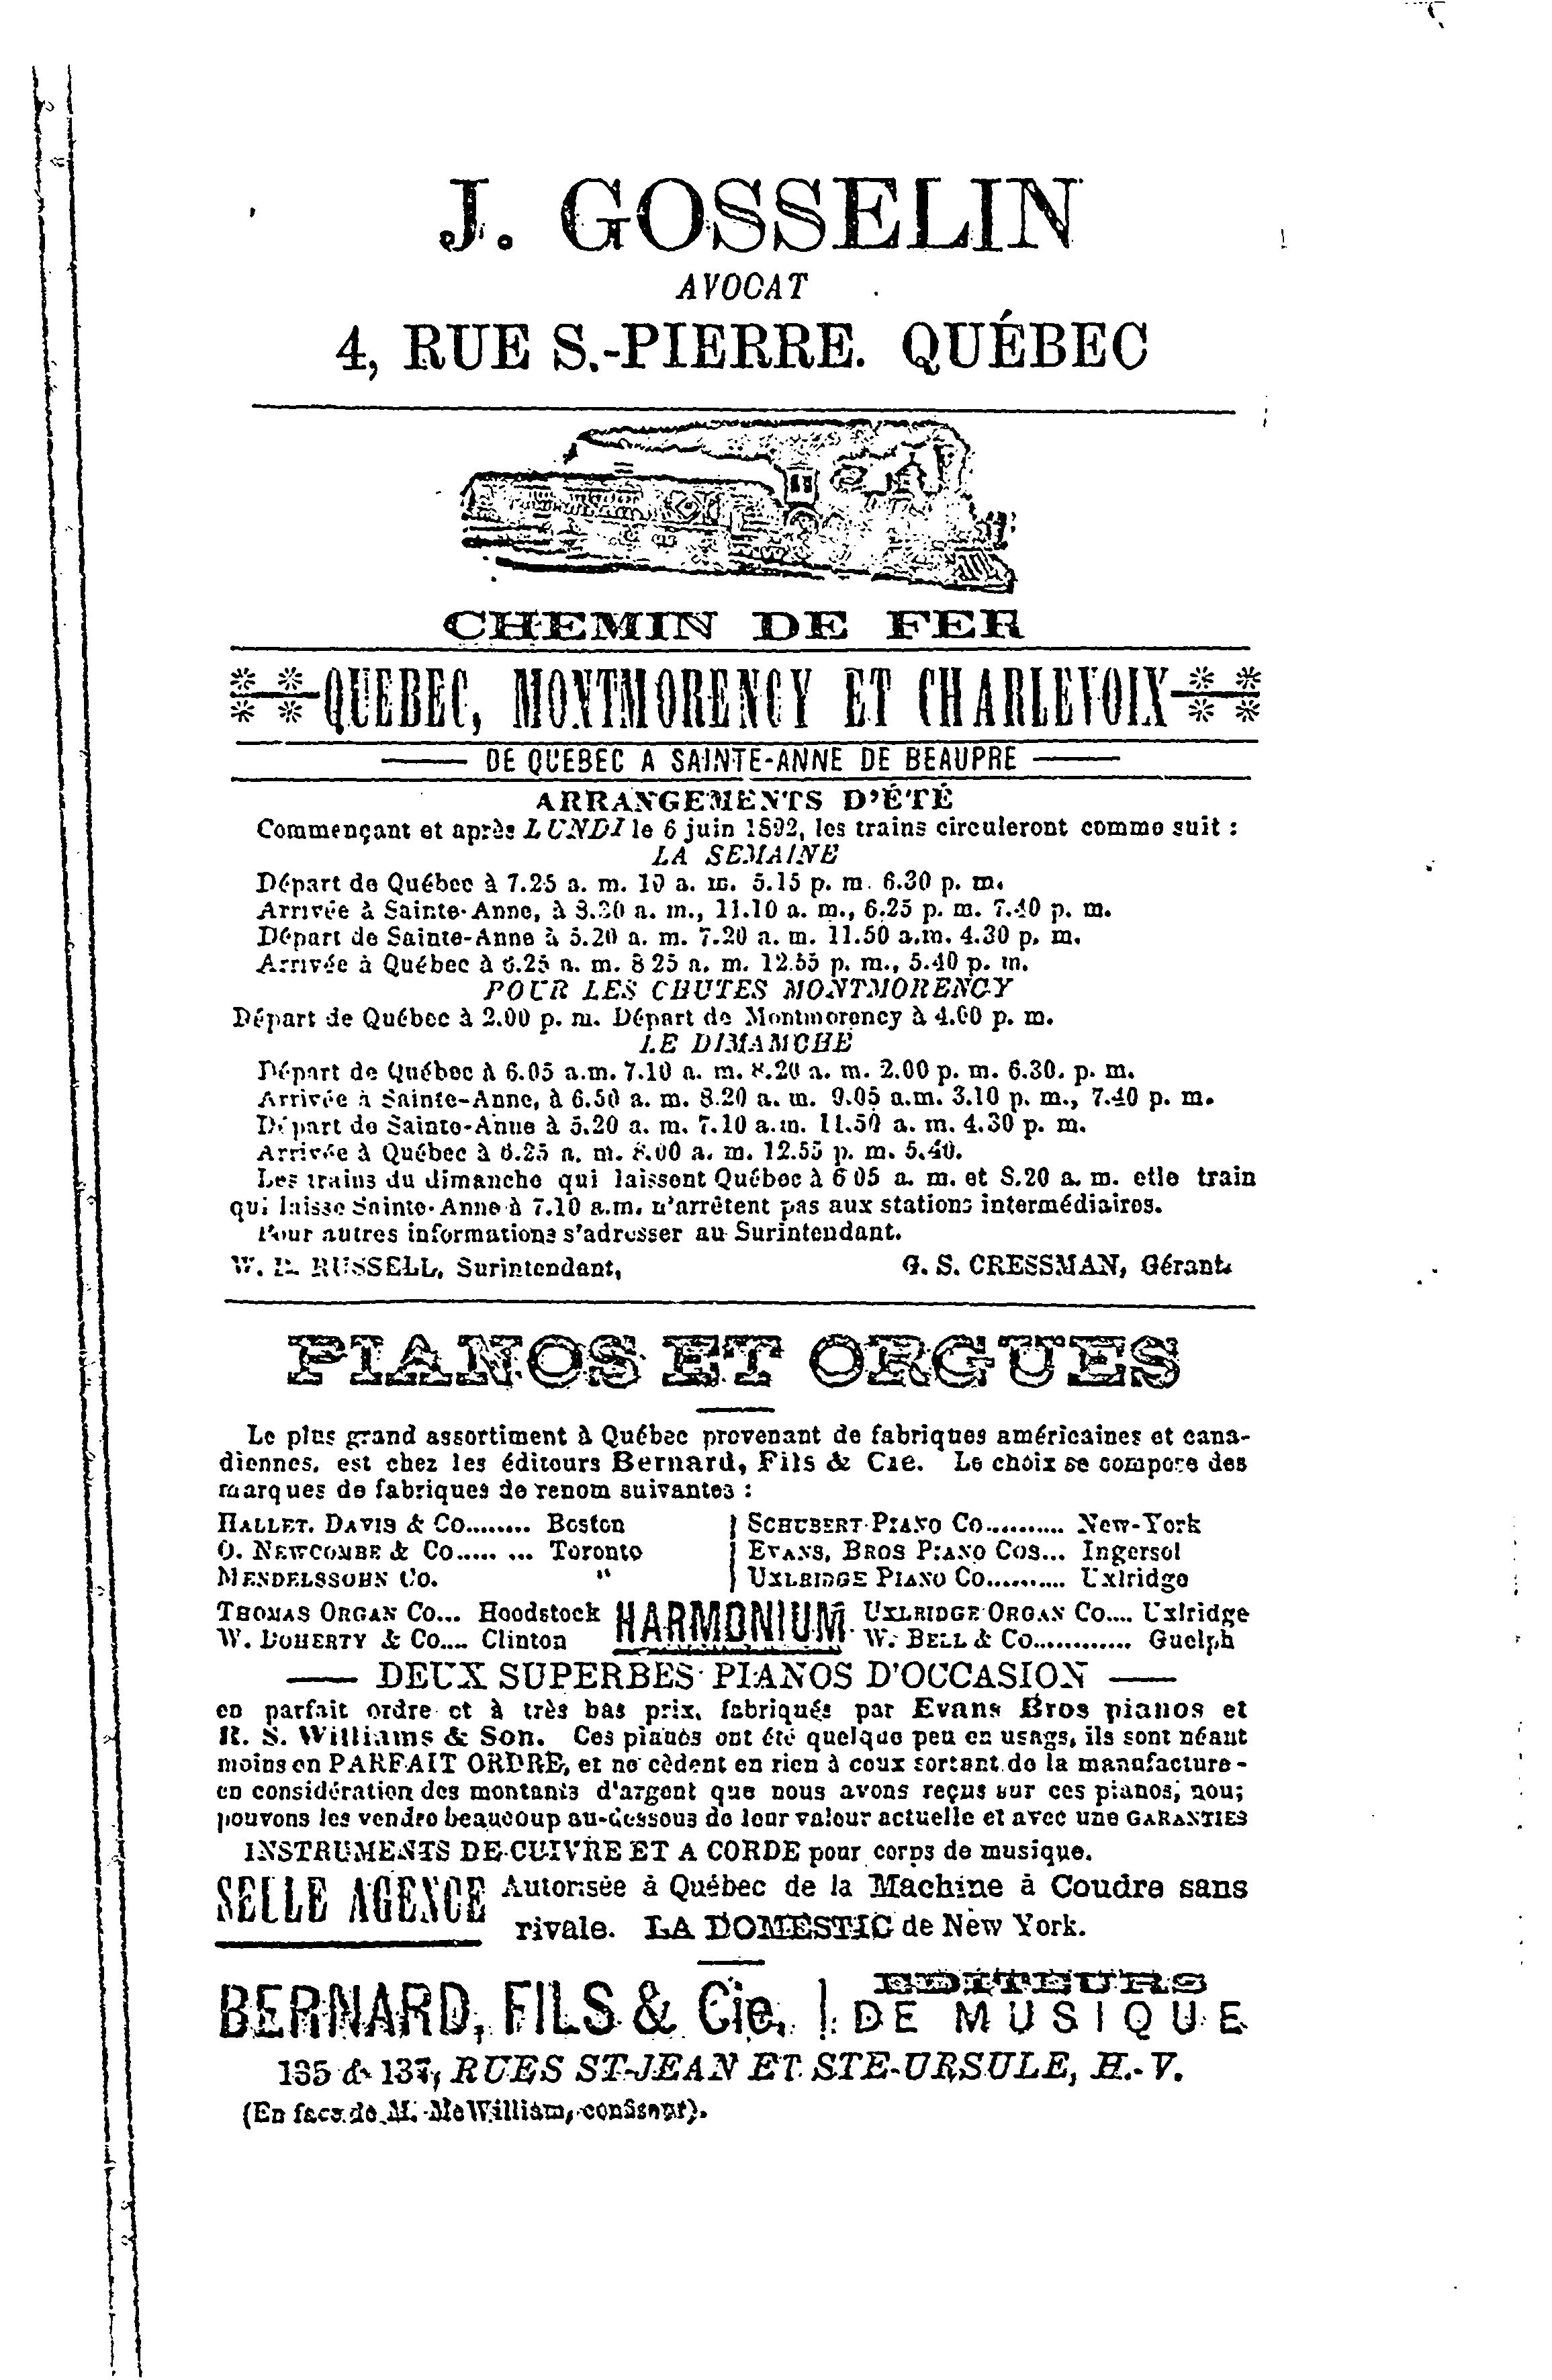 J. GOSSELIN
AVOCAT
4, RUE S.-PIERRE. QUÉBEC
CHEMIN DE FER
QUEBEC, MONTMORENCY ET CHARLEVOIX
DE QUEBEC A SAINTE-ANNE DE BEAUPRE
ARRANGEMENTS D'ÉTÉ
Commençant et après LUNDI le 6 juin 1892, les trains circuleront comme suit :
LA SEMAINE
Départ de Québec à 7.25 a. m. 10 a. m. 5.15 p. m. 6.30 p. m.
Arrivée à Sainte-Anne, à 8.30 a. m., 11.10 a. m., 6.25 p. m. 7.40 p. m.
Départ de Sainte-Anne à 5.20 a. m. 7.20 a. m. 11.50 a.m. 4.30 p. m.
Arrivée à Québec à 6.25 a. m. 8 25 a. m. 12.55 p. m., 5.40 p. m.
POUR LES CHUTES MONTMORENCY
Départ de Québec à 2.00 p. m. Départ de Montmorency à 4.00 p. m.
LE DIMANCHE
Départ de Québec à 6.05 a.m. 7.10 a. m. 8.20 a. m. 2.00 p. m. 6.30. p. m.
Arrivée à Sainte-Anne, à 6.50 a. m. 8.20 a. m. 9.05 a.m. 3.10 p. m., 7.40 p. m.
Départ de Sainte-Anne à 5.20 a. m. 7.10 a.m. 11.50 a. m. 4.30 p. m.
Arrivée à Québec à 6.25 a. m. 8.00 a. m. 12.55 p. m. 5.40.
Les trains du dimanche qui laissent Québec à 6 05 a. m. et 8.20 a. m. etle train
qui laisse Sainte-Anne à 7.10 a.m. n'arrêtent pas aux stations intermédiaires.
Pour autres informations s'adresser au Surintendant.
W. R. RUSSELL, Surintendant, G. S. CRESSMAN, Gérant.
PIANOS ET ORGUES
Le plus grand assortiment à Québec provenant de fabriques américaines et cana-
diennes, est chez les éditeurs Bernard, Fils & Cie. Le choix se compose des
marques de fabriques de renom suivantes :
HALLET. DAVIS & CO........ Boston | SCHUBERT PIANO CO.......... New-York
O. NEWCOMBE & CO..... ... Toronto | EVANS, BROS PIANO COS... Ingersol
MENDELSSOHN CO. " | UXLRIDGE PIANO CO.......... Uxlridge
THOMAS ORGAN CO... Hoodstock HARMONIUM UXLRIDGE ORGAN CO.... Uxlridge
W. DOHERTY & CO.... Clinton W. BELL & CO............ Guelph
DEUX SUPERBES PIANOS D'OCCASION
en parfait ordre et à très bas prix, fabriqués par Evans Bros pianos et
R. S. Williams & Son. Ces pianos ont été quelque peu en usags, ils sont néant
moins en PARFAIT ORDRE, et ne cèdent en rien à ceux sortant de la manufacture -
en considération des montants d'argent que nous avons reçus sur ces pianos, nou;
pouvons les vendre beaucoup au-dessous de leur valeur actuelle et avec une GARANTIES
INSTRUMENTS DE CUIVRE ET A CORDE pour corps de musique.
SELLE AGENCE Autorisée à Québec de la Machine à Coudre sans
rivale. LA DOMESTIC de New York.
BERNARD, FILS & Cie, | EDITEURS
DE MUSIQUE
135 & 137, RUES ST-JEAN ET STE-URSULE, H.-V.
(En face de M. McWilliam, confiseur).